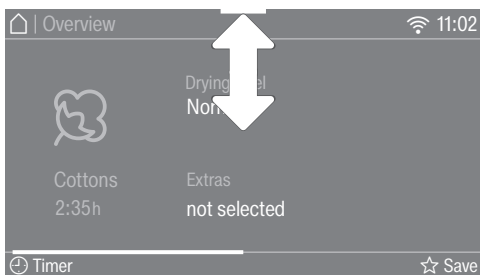 Overview
11:02
Drying
Cottons
Extras
2:35h
not selected
Timer
Save